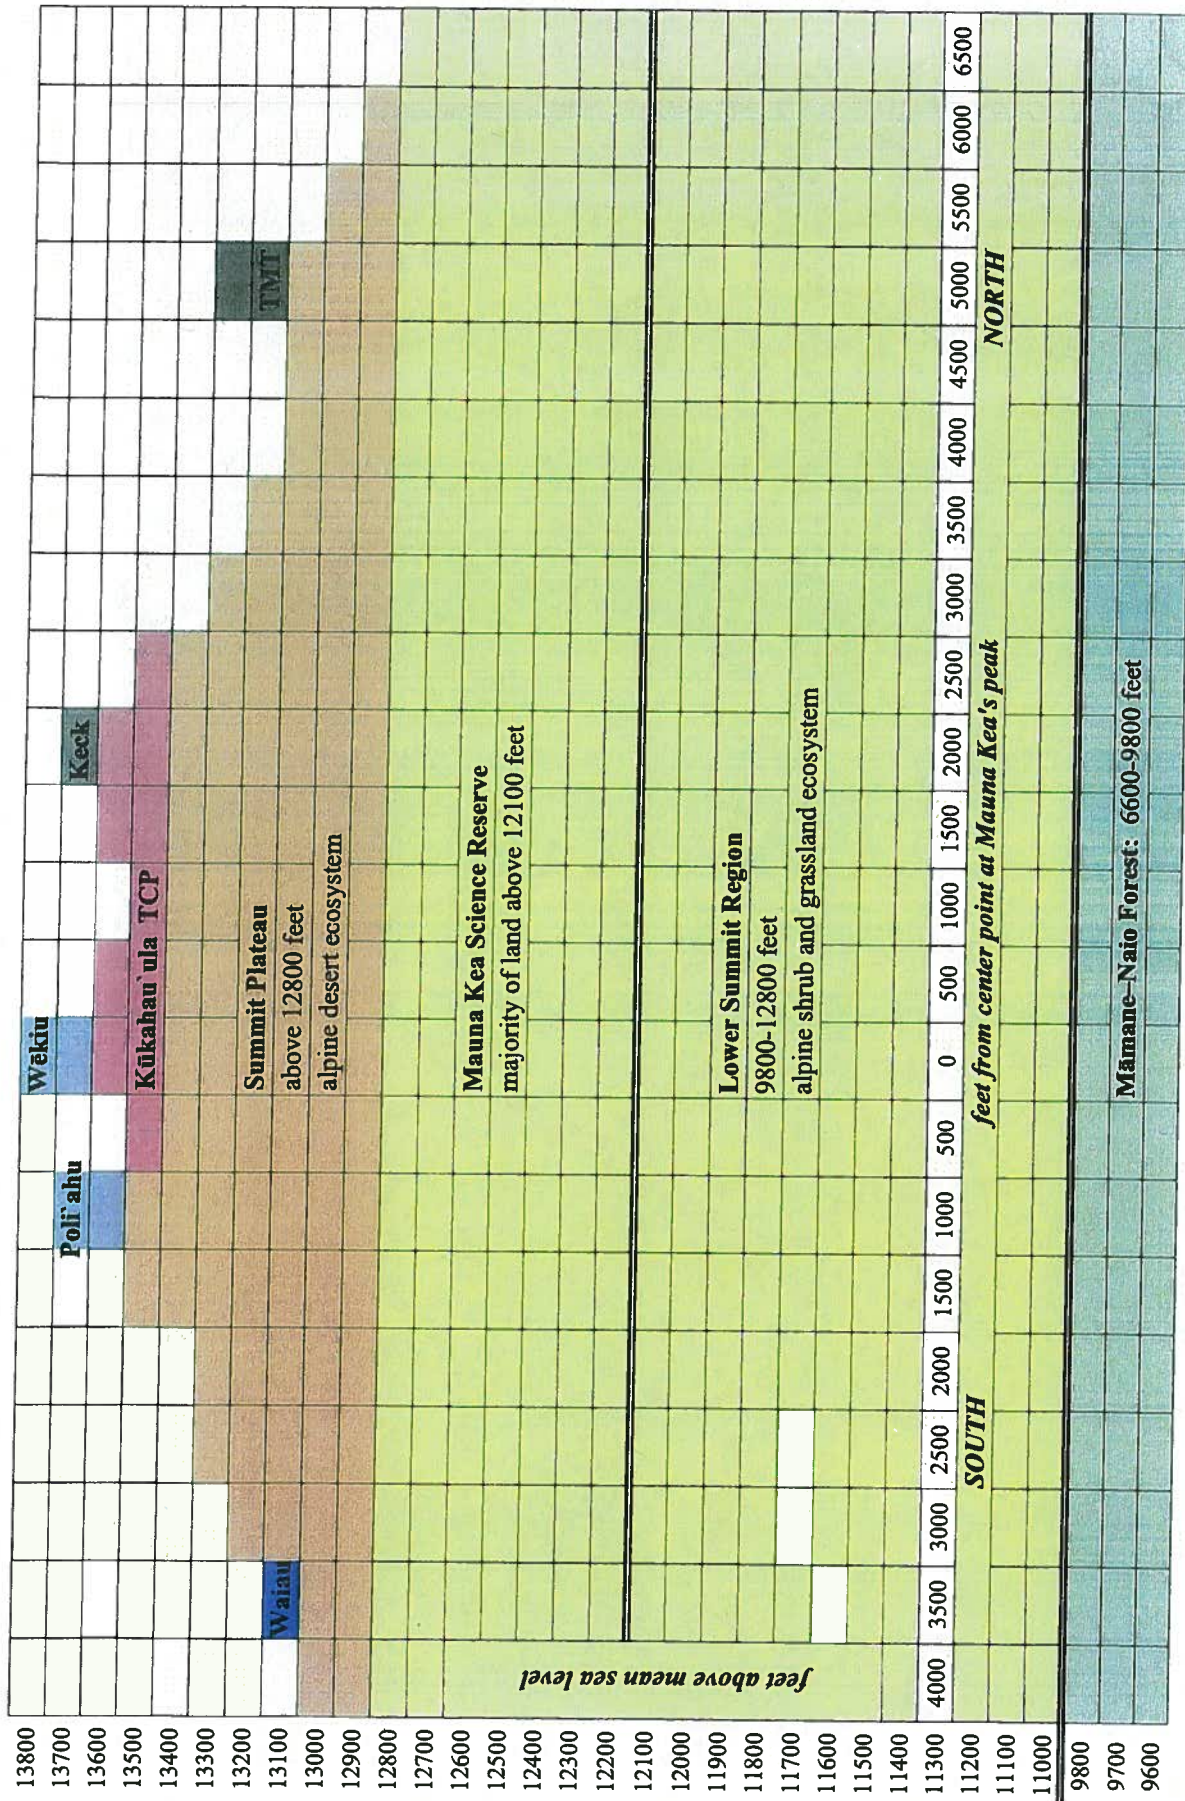 13800
13700
13600
13500
13400
13300
13200
13100
13000
12900
12800
12700
12600
12500
12400
12300
12200
12100
12000
11900
11800
11700
11600
11500
11400
11300
11200
11100
11000
9800
9700
9600
Wēkiu
Poli`ahu
Keck
Kūkahau`ula TCP
TMT
Waiau
Summit Plateau
above 12800 feet
alpine desert ecosystem
Mauna Kea Science Reserve
majority of land above 12100 feet
Lower Summit Region
9800-12800 feet
alpine shrub and grassland ecosystem
feet above mean sea level
4000 3500 3000 2500 2000 1500 1000 500 0 500 1000 1500 2000 2500 3000 3500 4000 4500 5000 5500 6000 6500
SOUTH feet from center point at Mauna Kea's peak NORTH
Māmane–Naio Forest: 6600-9800 feet